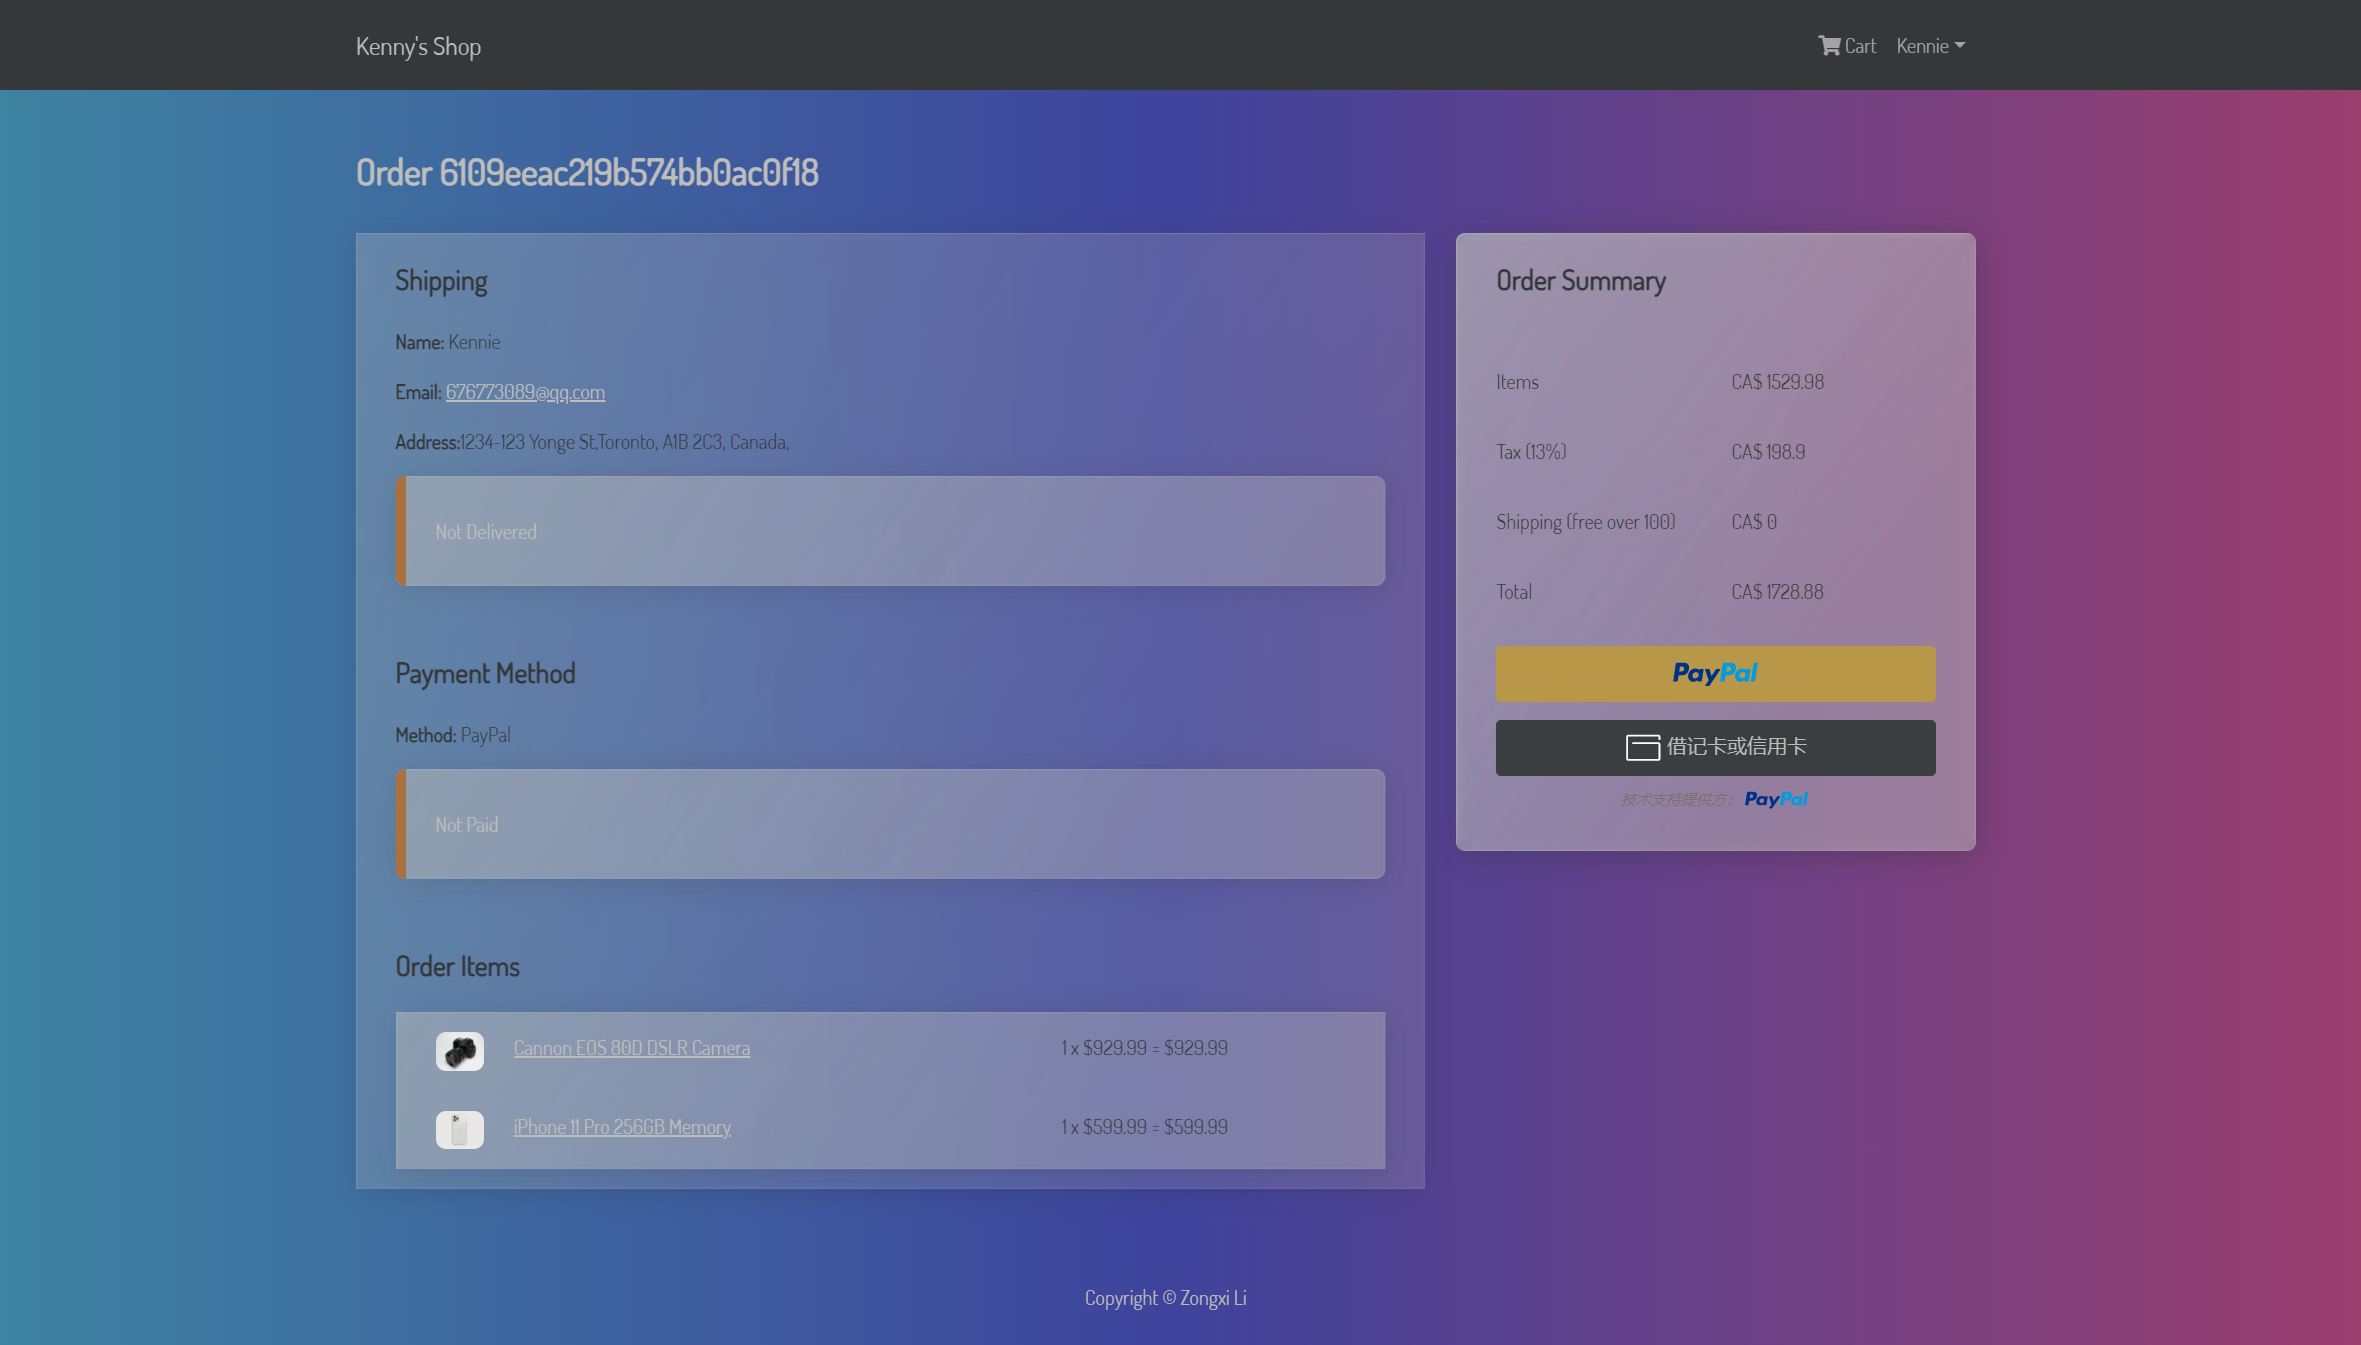 Kenny's Shop
Cart Kennie
Order 6109eeac219b574bb0ac0f18
Shipping
Name: Kennie
Email: 676773089@qq.com
Address:1234-123 Yonge St,Toronto, A1B 2C3, Canada,
Not Delivered
Payment Method
Method: PayPal
Not Paid
Order Items
Cannon EOS 80D DSLR Camera 1 x $929.99 = $929.99
iPhone 11 Pro 256GB Memory 1 x $599.99 = $599.99
Order Summary
Items CA$ 1529.98
Tax (13%) CA$ 198.9
Shipping (free over 100) CA$ 0
Total CA$ 1728.88
PayPal
借记卡或信用卡
技术支持提供方: PayPal
Copyright © Zongxi Li